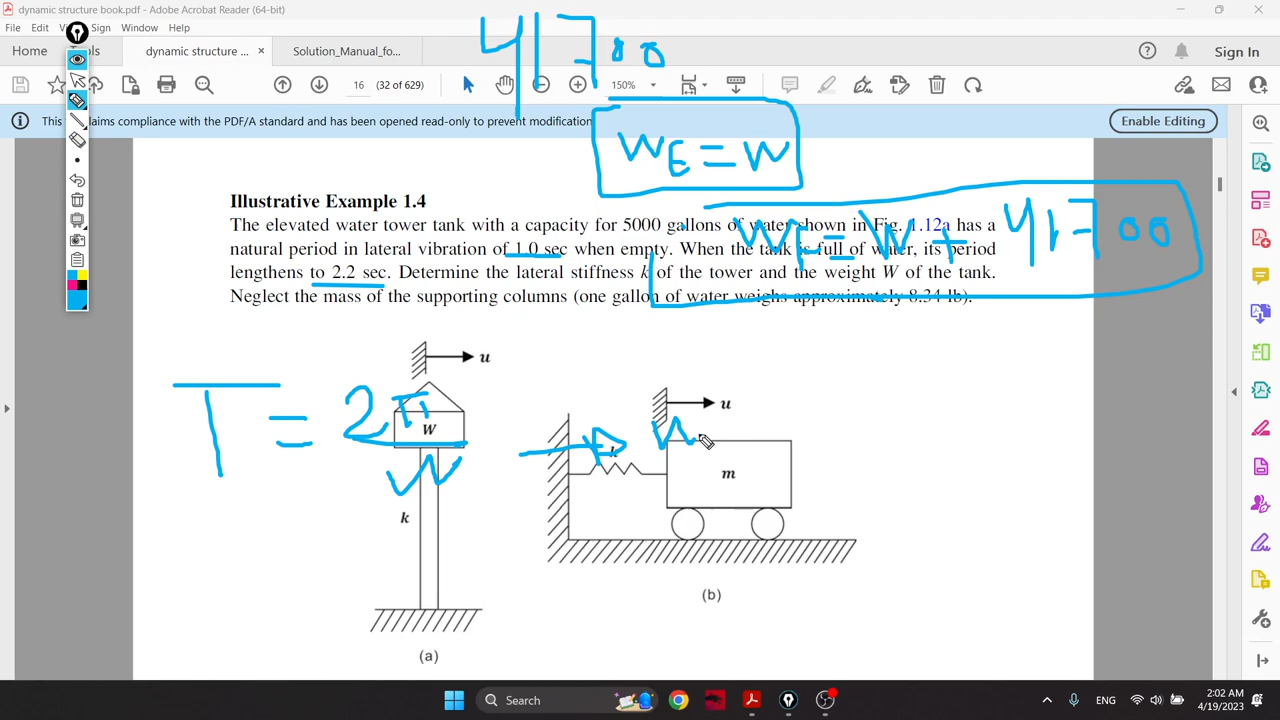 dynamic structure book.pdf - Adobe Acrobat Reader (64-bit)
File Edit Sign Window Help
Home Tools dynamic structure ... × Solution_Manual_fo... Sign In
16 (32 of 629) 150%
41700
This claims compliance with the PDF/A standard and has been opened read-only to prevent modification Enable Editing
WE = W
Illustrative Example 1.4
The elevated water tower tank with a capacity for 5000 gallons of water shown in Fig. 1.12a has a
natural period in lateral vibration of 1.0 sec when empty. When the tank is full of water, its period
lengthens to 2.2 sec. Determine the lateral stiffness k of the tower and the weight W of the tank.
Neglect the mass of the supporting columns (one gallon of water weighs approximately 8.34 lb).
WF = W + 41700
u
u
T = 2π
W
W
k
m
k
W
(b)
(a)
Search
ENG
2:02 AM
4/19/2023